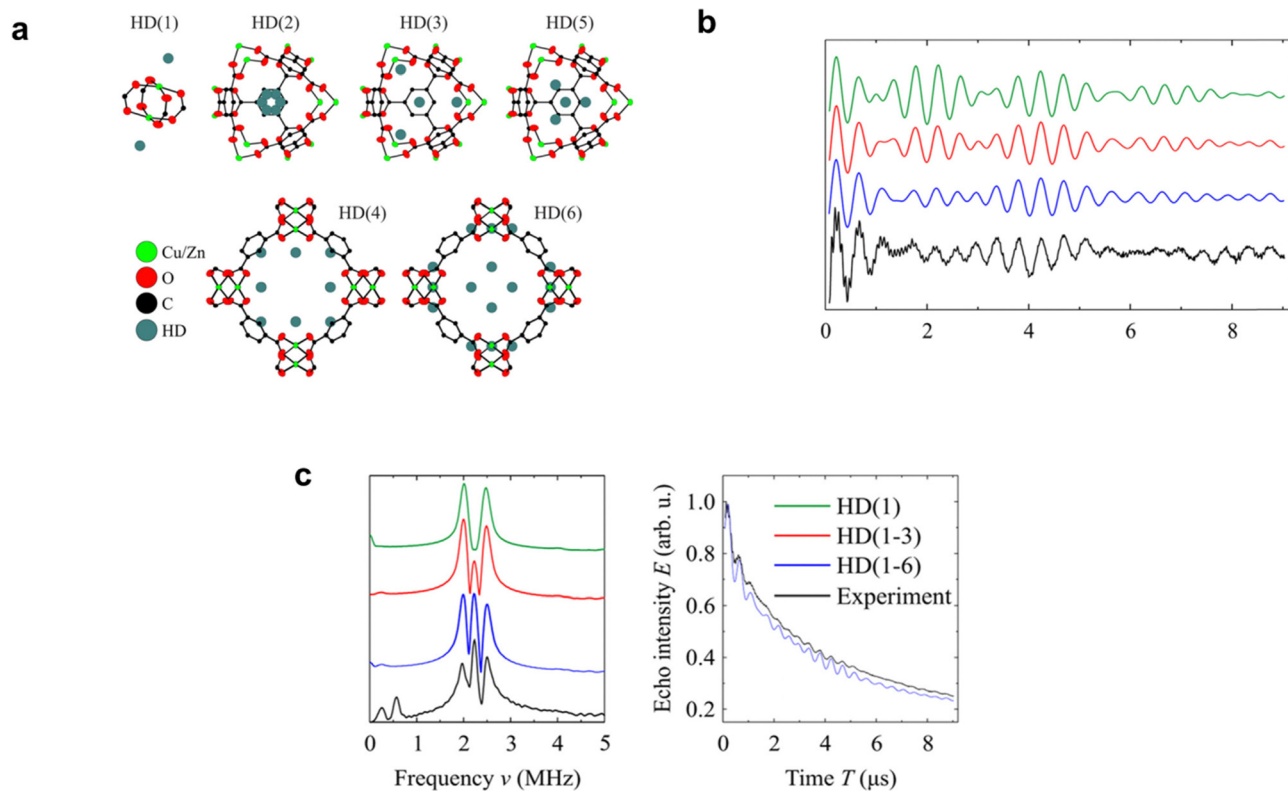 a
HD(1) HD(2) HD(3) HD(5)
HD(4) HD(6)
Cu/Zn
O
C
HD
b
0 2 4 6 8
c
0 1 2 3 4 5
Frequency ν (MHz)
Echo intensity E (arb. u.)
1.0
0.8
0.6
0.4
0.2
HD(1)
HD(1-3)
HD(1-6)
Experiment
0 2 4 6 8
Time T (μs)